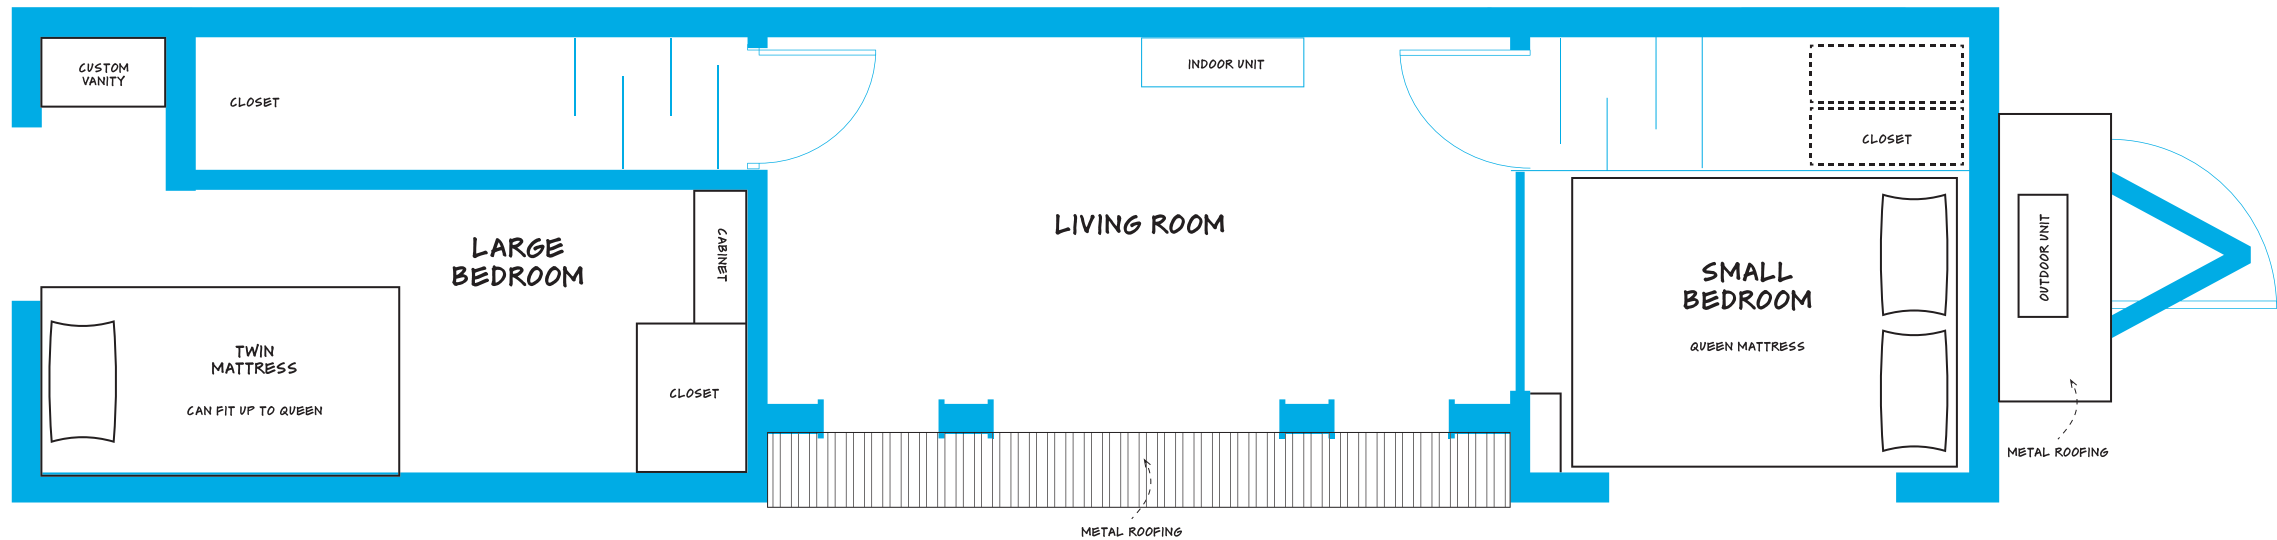 CUSTOM
VANITY
CLOSET
INDOOR UNIT
CLOSET
LARGE
BEDROOM
CABINET
LIVING ROOM
SMALL
BEDROOM
QUEEN MATTRESS
OUTDOOR UNIT
TWIN
MATTRESS
CAN FIT UP TO QUEEN
CLOSET
METAL ROOFING
METAL ROOFING